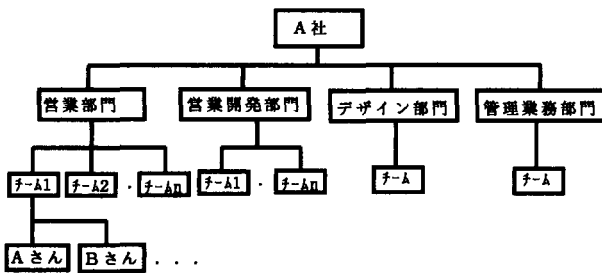 A社
営業部門 営業開発部門 デザイン部門 管理業務部門
チーム1 チーム2 ・ チームn チーム1 ・ チームn チーム チーム
Aさん Bさん ・・・